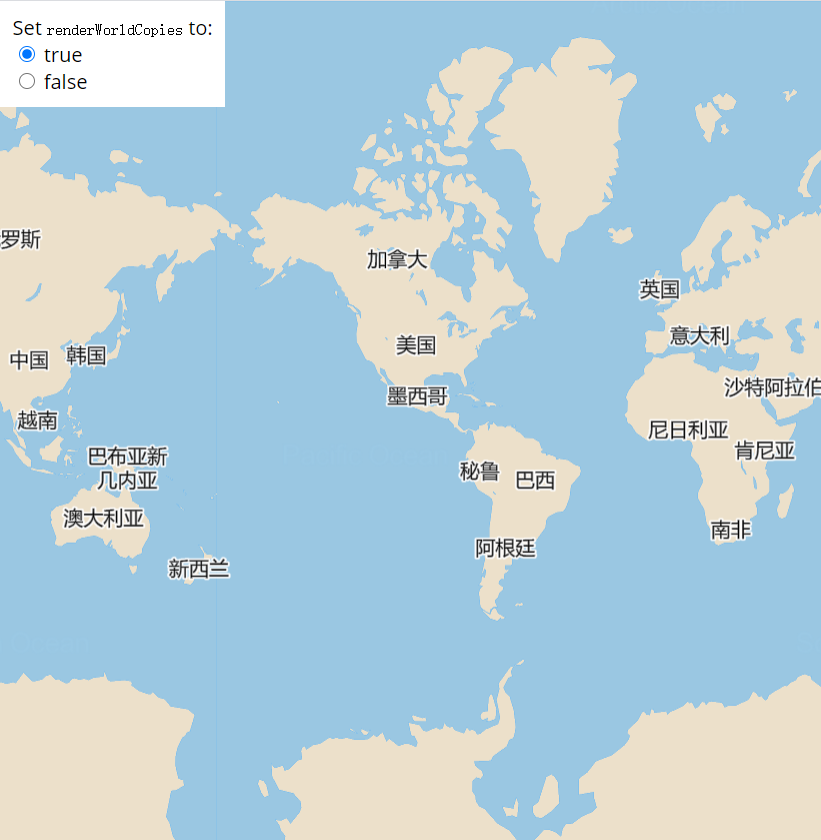 Set renderWorldCopies to:
true
false
罗斯
加拿大
英国
意大利
美国
中国
韩国
沙特阿拉伯
墨西哥
越南
尼日利亚
肯尼亚
巴布亚新
几内亚
秘鲁
巴西
澳大利亚
南非
阿根廷
新西兰